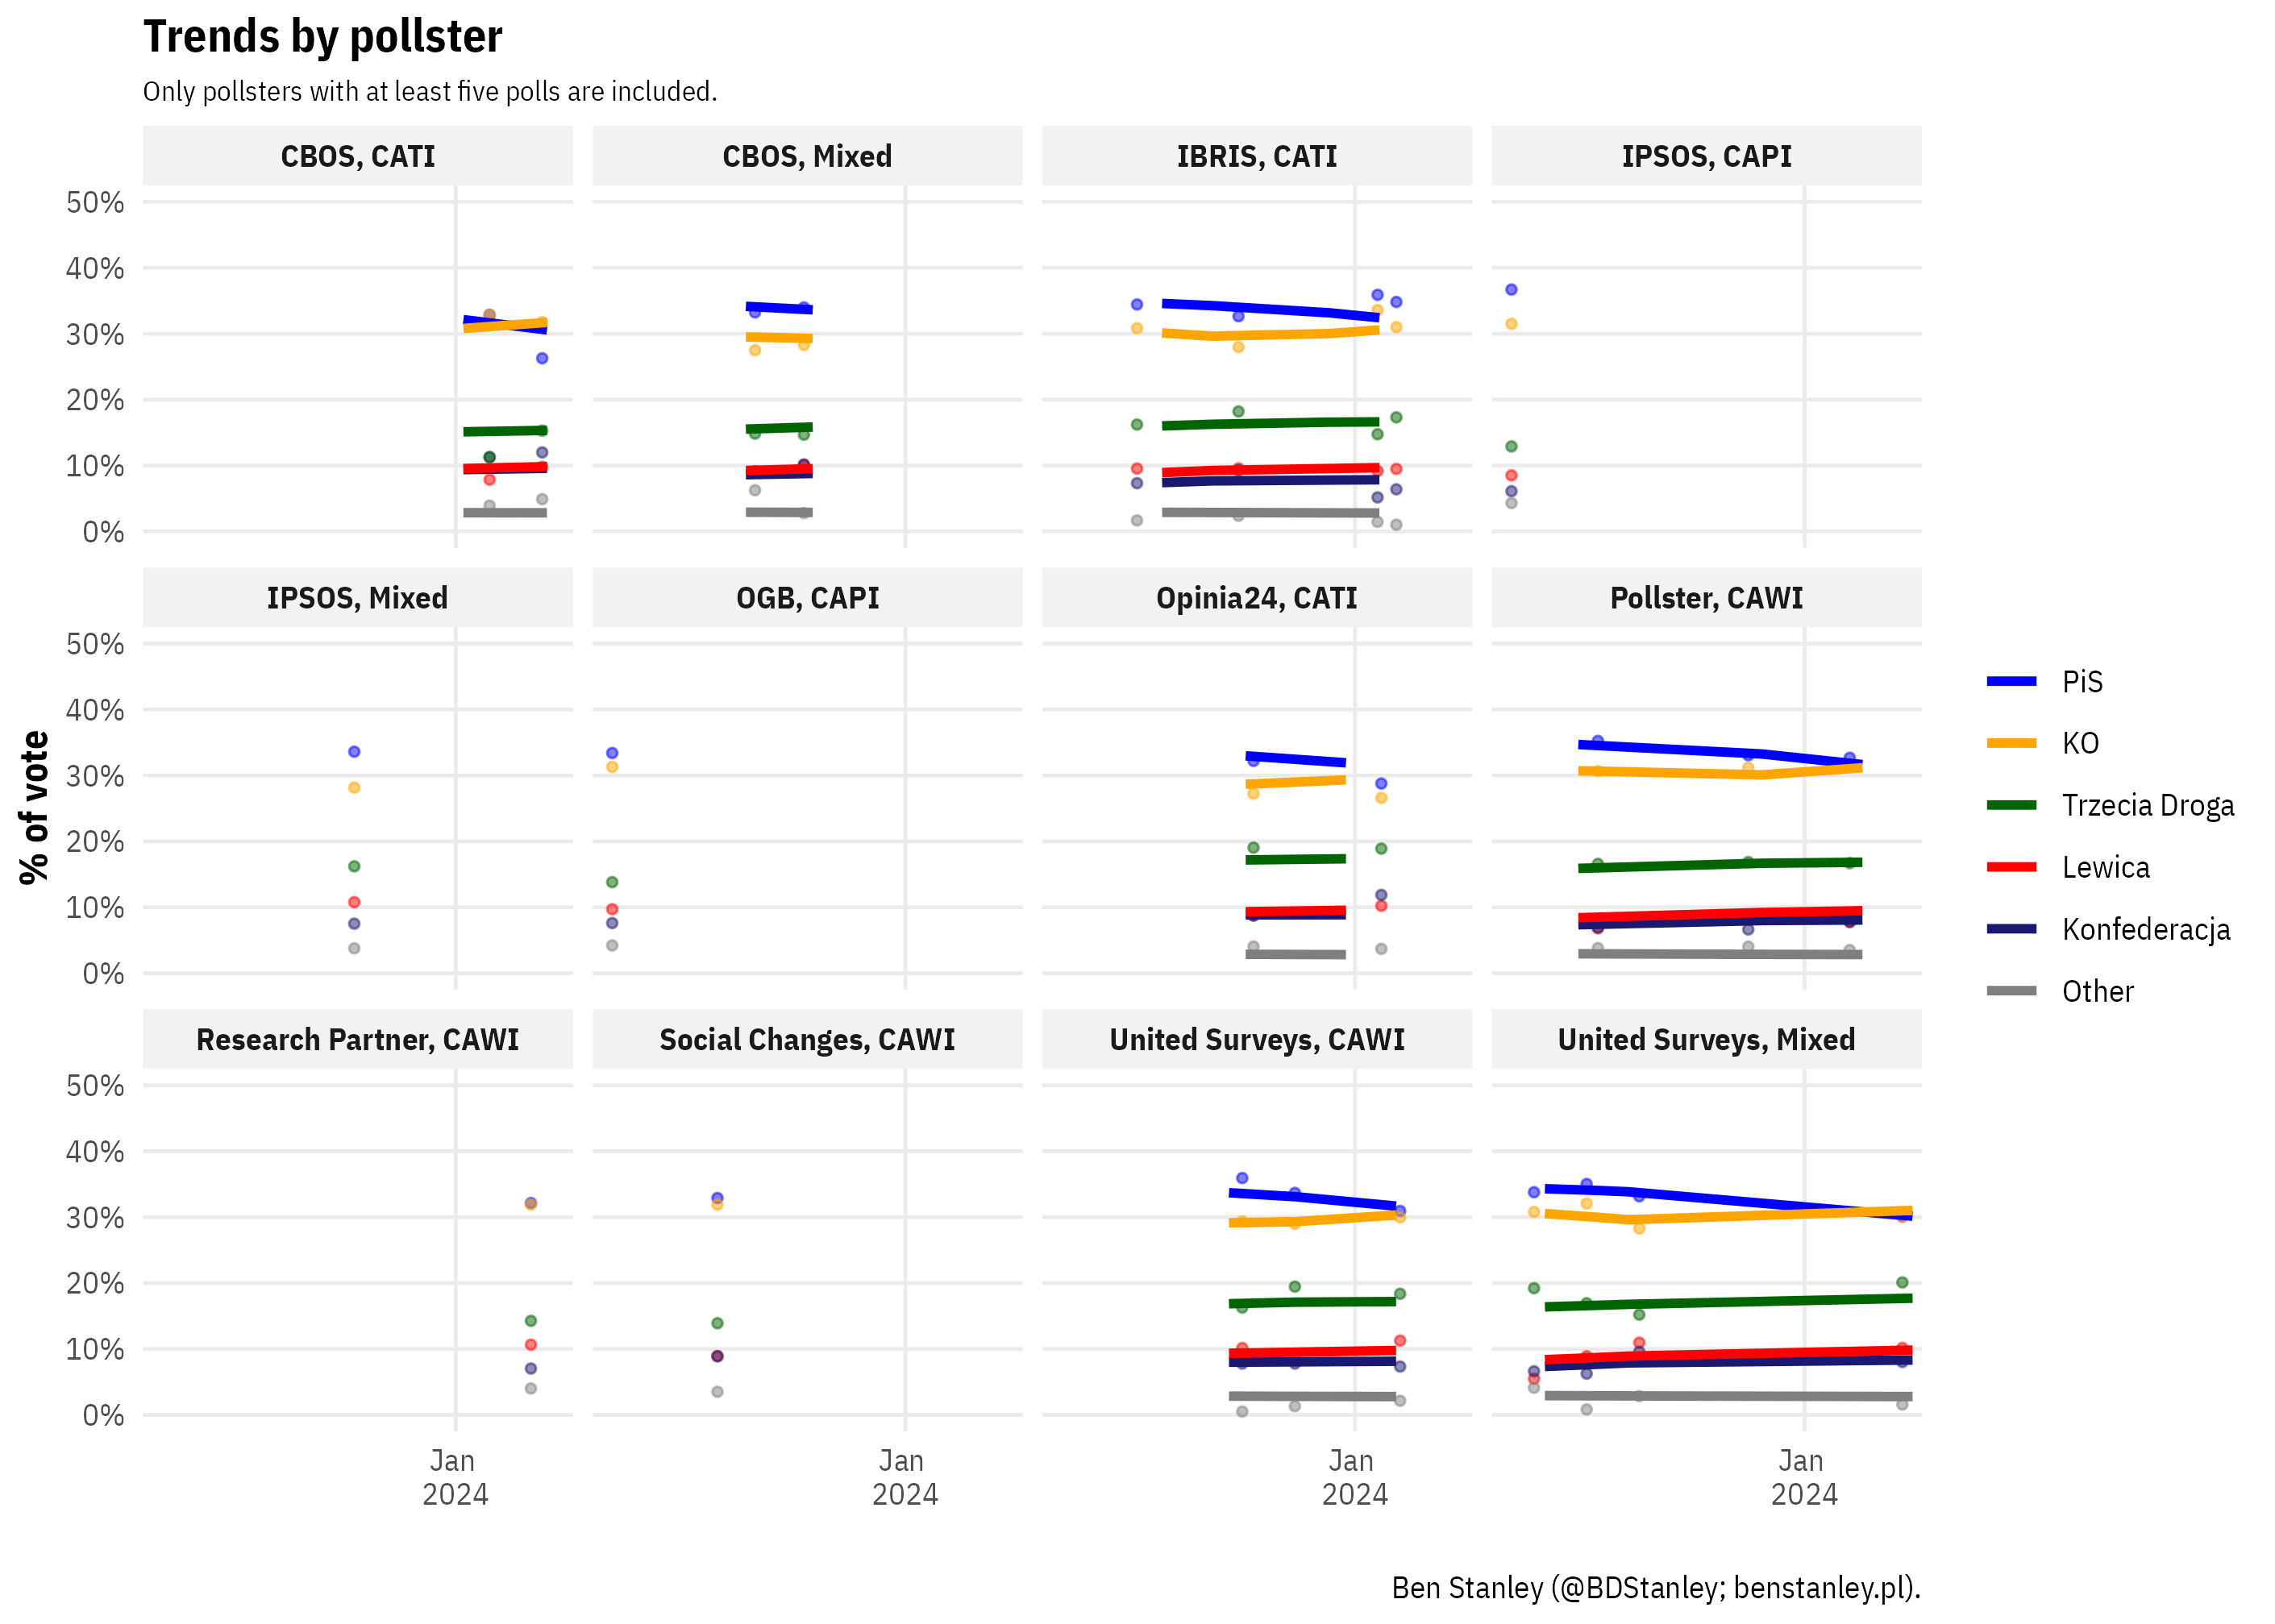 Trends by pollster
Only pollsters with at least five polls are included.
CBOS, CATI
CBOS, Mixed
IBRIS, CATI
IPSOS, CAPI
50%
40%
30%
20%
10%
0%
IPSOS, Mixed
OGB, CAPI
Opinia24, CATI
Pollster, CAWI
50%
40%
30%
20%
10%
0%
Research Partner, CAWI
Social Changes, CAWI
United Surveys, CAWI
United Surveys, Mixed
50%
40%
30%
20%
10%
0%
Jan
2024
Jan
2024
Jan
2024
Jan
2024
% of vote
PiS
KO
Trzecia Droga
Lewica
Konfederacja
Other
Ben Stanley (@BDStanley; benstanley.pl).